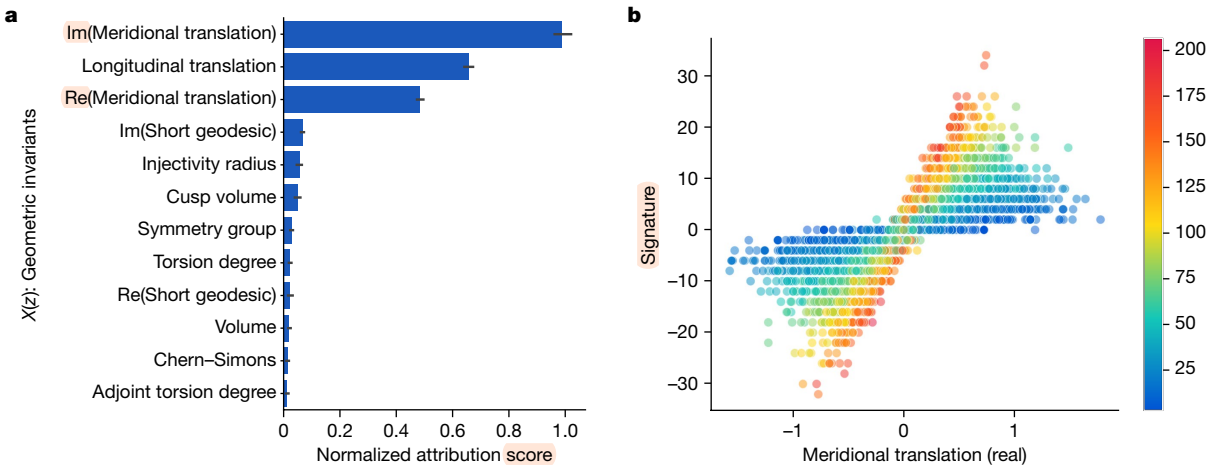 a
X(z): Geometric invariants
Im(Meridional translation)
Longitudinal translation
Re(Meridional translation)
Im(Short geodesic)
Injectivity radius
Cusp volume
Symmetry group
Torsion degree
Re(Short geodesic)
Volume
Chern–Simons
Adjoint torsion degree
0 0.2 0.4 0.6 0.8 1.0
Normalized attribution score
b
Signature
30
20
10
0
−10
−20
−30
−1 0 1
Meridional translation (real)
200
175
150
125
100
75
50
25